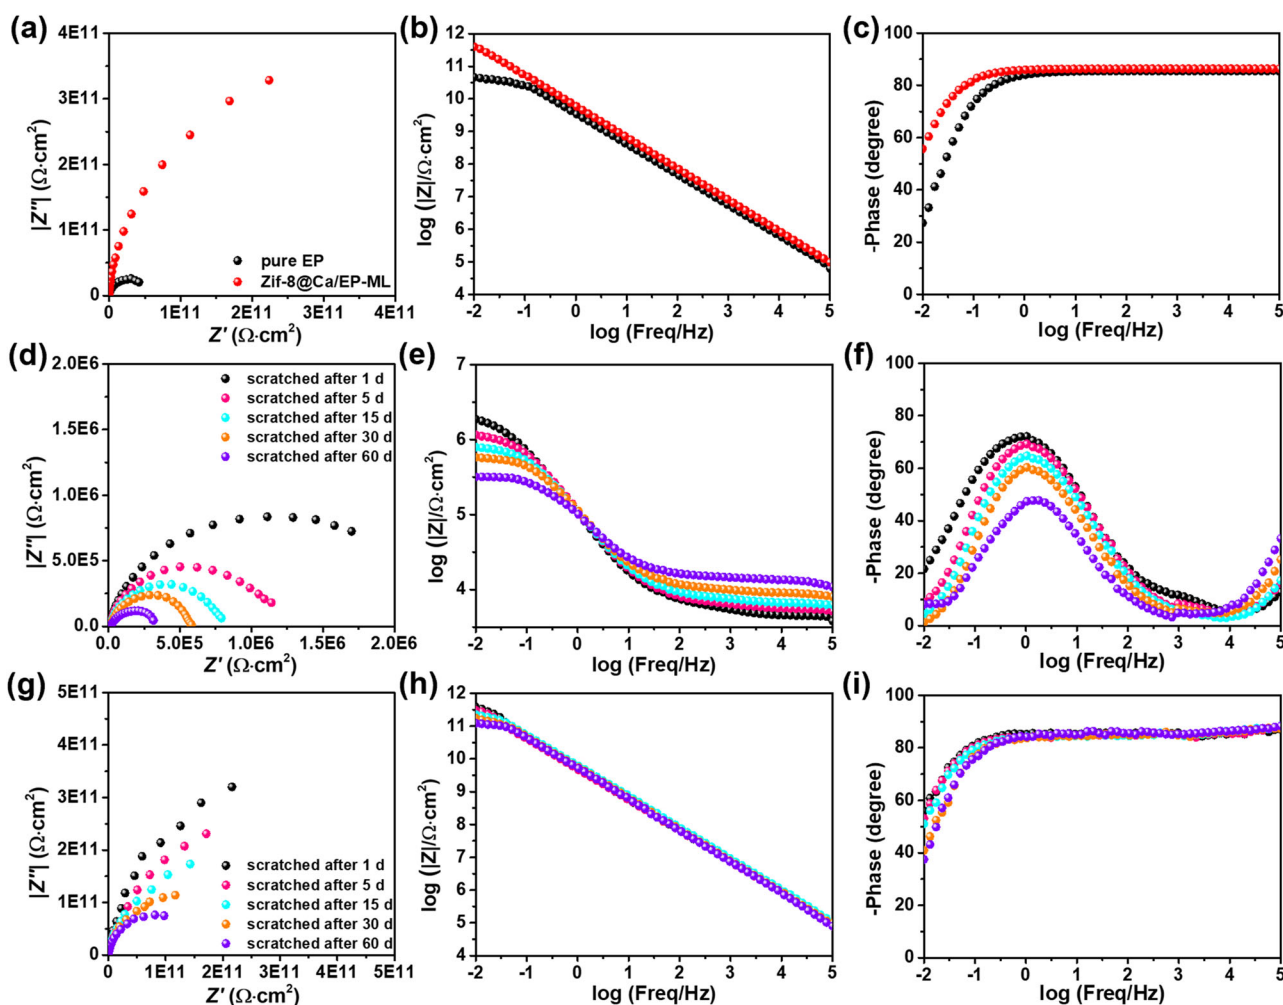 (a)
4E11
3E11
2E11
1E11
0
|Z″| (Ω·cm²)
pure EP
Zif-8@Ca/EP-ML
0 1E11 2E11 3E11 4E11
Z′ (Ω·cm²)
(b)
12
11
10
9
8
7
6
5
4
log (|Z|/Ω·cm²)
-2 -1 0 1 2 3 4 5
log (Freq/Hz)
(c)
100
80
60
40
20
0
-Phase (degree)
-2 -1 0 1 2 3 4 5
log (Freq/Hz)
(d)
2.0E6
1.5E6
1.0E6
5.0E5
0.0
|Z″| (Ω·cm²)
scratched after 1 d
scratched after 5 d
scratched after 15 d
scratched after 30 d
scratched after 60 d
0.0 5.0E5 1.0E6 1.5E6 2.0E6
Z′ (Ω·cm²)
(e)
7
6
5
4
log (|Z|/Ω·cm²)
-2 -1 0 1 2 3 4 5
log (Freq/Hz)
(f)
100
90
80
70
60
50
40
30
20
10
0
-Phase (degree)
-2 -1 0 1 2 3 4 5
log (Freq/Hz)
(g)
5E11
4E11
3E11
2E11
1E11
0
|Z″| (Ω·cm²)
scratched after 1 d
scratched after 5 d
scratched after 15 d
scratched after 30 d
scratched after 60 d
0 1E11 2E11 3E11 4E11 5E11
Z′ (Ω·cm²)
(h)
12
11
10
9
8
7
6
5
4
log (|Z|/Ω·cm²)
-2 -1 0 1 2 3 4 5
log (Freq/Hz)
(i)
100
80
60
40
20
0
-Phase (degree)
-2 -1 0 1 2 3 4 5
log (Freq/Hz)